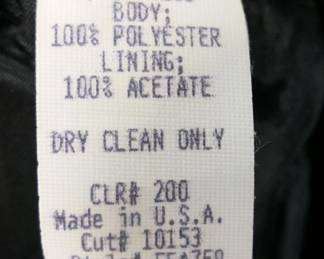 BODY;
100% POLYESTER
LINING;
100% ACETATE
DRY CLEAN ONLY
CLR# 200
Made in U.S.A.
Cut# 10153